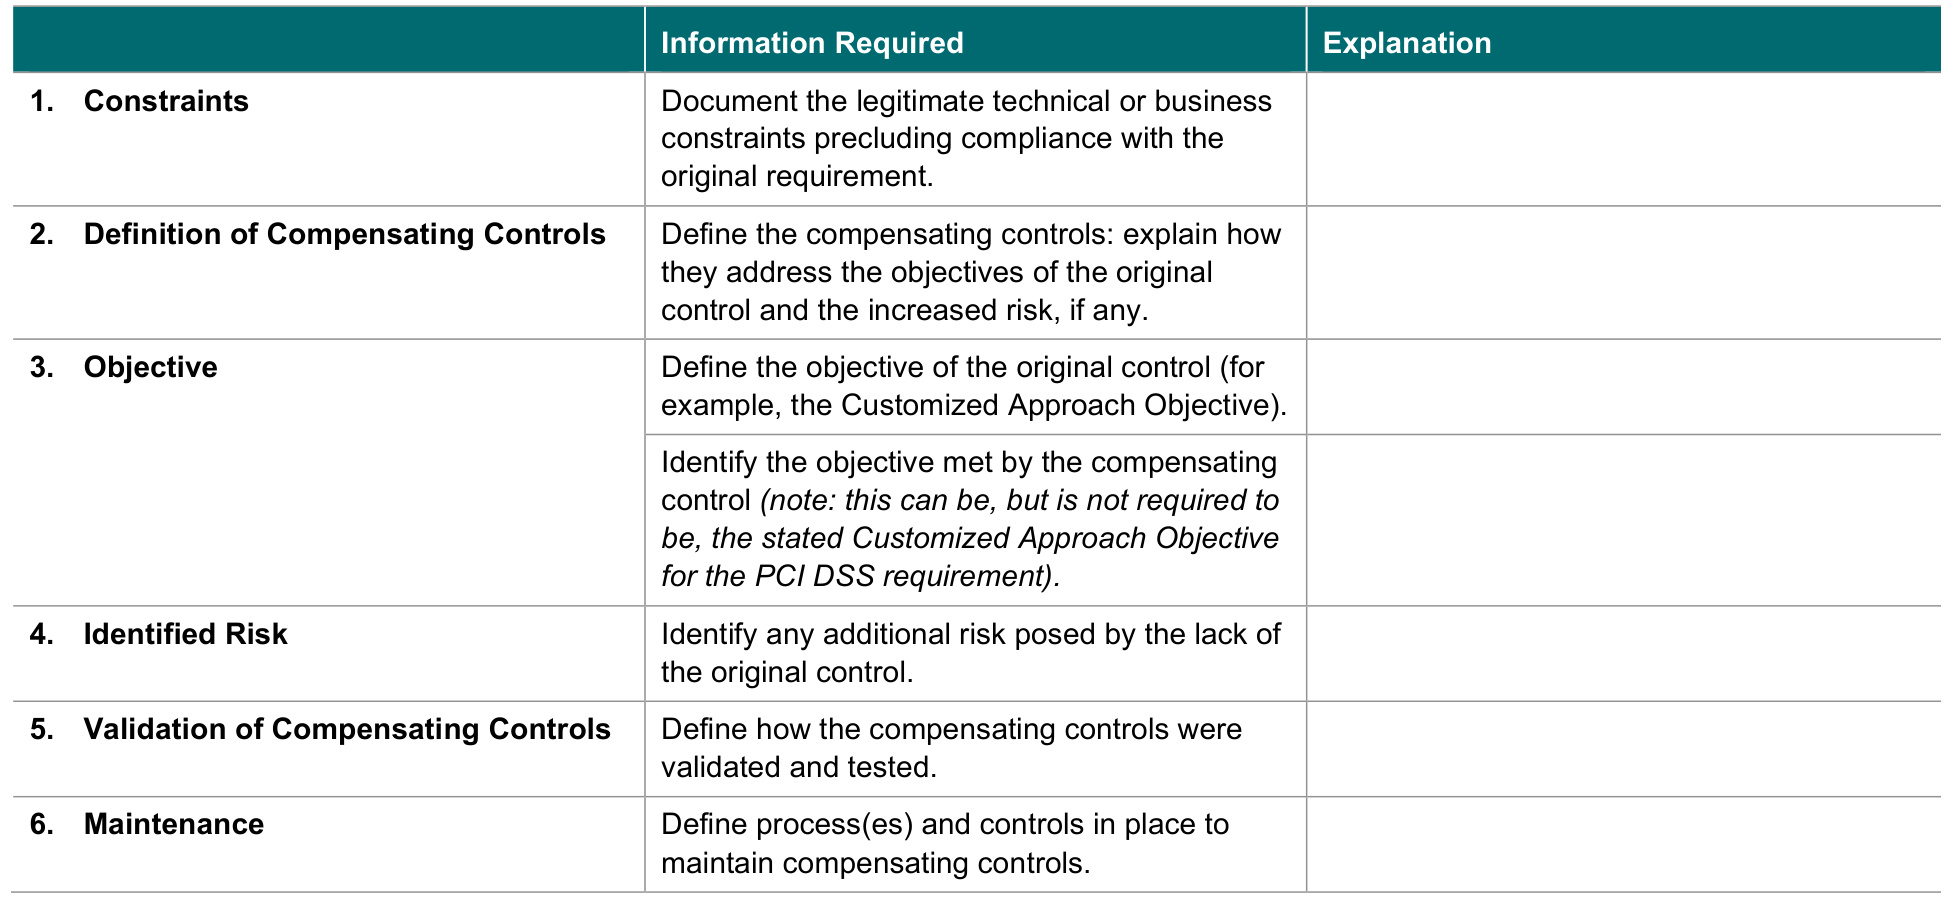 Information Required
Explanation
1. Constraints
Document the legitimate technical or business
constraints precluding compliance with the
original requirement.
2. Definition of Compensating Controls
Define the compensating controls: explain how
they address the objectives of the original
control and the increased risk, if any.
3. Objective
Define the objective of the original control (for
example, the Customized Approach Objective).
Identify the objective met by the compensating
control (note: this can be, but is not required to
be, the stated Customized Approach Objective
for the PCI DSS requirement).
4. Identified Risk
Identify any additional risk posed by the lack of
the original control.
5. Validation of Compensating Controls
Define how the compensating controls were
validated and tested.
6. Maintenance
Define process(es) and controls in place to
maintain compensating controls.